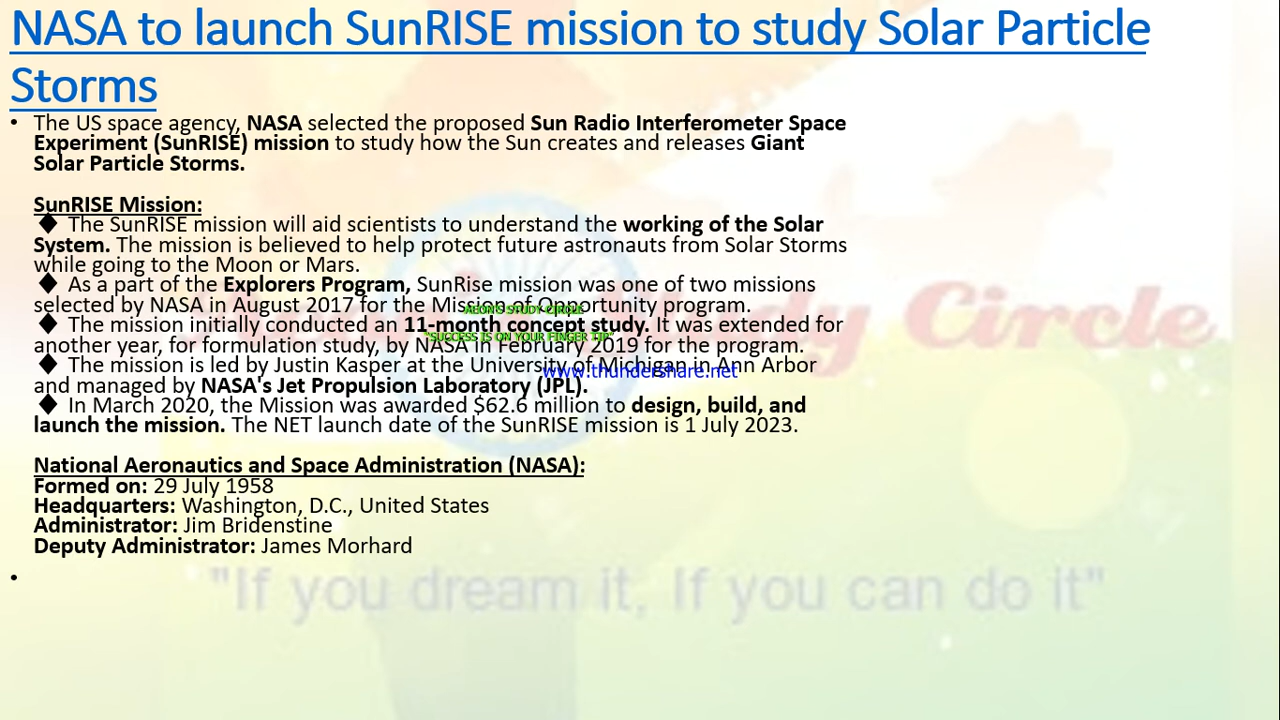 NASA to launch SunRISE mission to study Solar Particle
Storms
• The US space agency, NASA selected the proposed Sun Radio Interferometer Space
Experiment (SunRISE) mission to study how the Sun creates and releases Giant
Solar Particle Storms.
SunRISE Mission:
♦ The SunRISE mission will aid scientists to understand the working of the Solar
System. The mission is believed to help protect future astronauts from Solar Storms
while going to the Moon or Mars.
♦ As a part of the Explorers Program, SunRise mission was one of two missions
selected by NASA in August 2017 for the Mission of Opportunity program.
AEON'S STUDY CIRCLE
♦ The mission initially conducted an 11-month concept study. It was extended for
"SUCCESS IS ON YOUR FINGER TIP"
another year, for formulation study, by NASA in February 2019 for the program.
♦ The mission is led by Justin Kasper at the University of Michigan in Ann Arbor
www.thundershare.net
and managed by NASA's Jet Propulsion Laboratory (JPL).
♦ In March 2020, the Mission was awarded $62.6 million to design, build, and
launch the mission. The NET launch date of the SunRISE mission is 1 July 2023.
National Aeronautics and Space Administration (NASA):
Formed on: 29 July 1958
Headquarters: Washington, D.C., United States
Administrator: Jim Bridenstine
Deputy Administrator: James Morhard
•
Study Circle
"If you dream it, If you can do it"